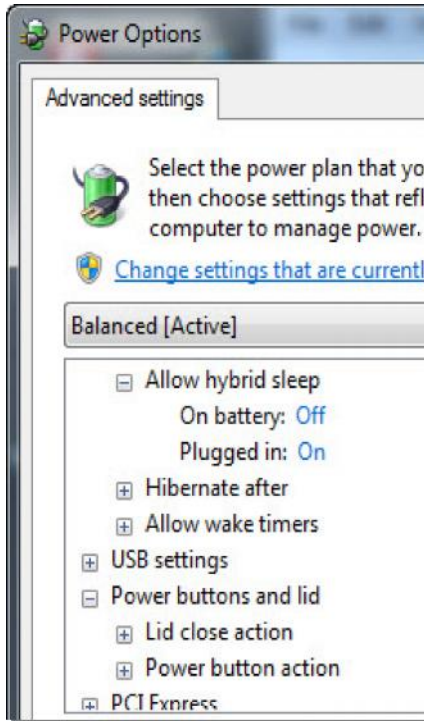 Power Options
Advanced settings
Select the power plan that yo
then choose settings that refl
computer to manage power.
Change settings that are currentl
Balanced [Active]
Allow hybrid sleep
On battery: Off
Plugged in: On
Hibernate after
Allow wake timers
USB settings
Power buttons and lid
Lid close action
Power button action
PCI Express